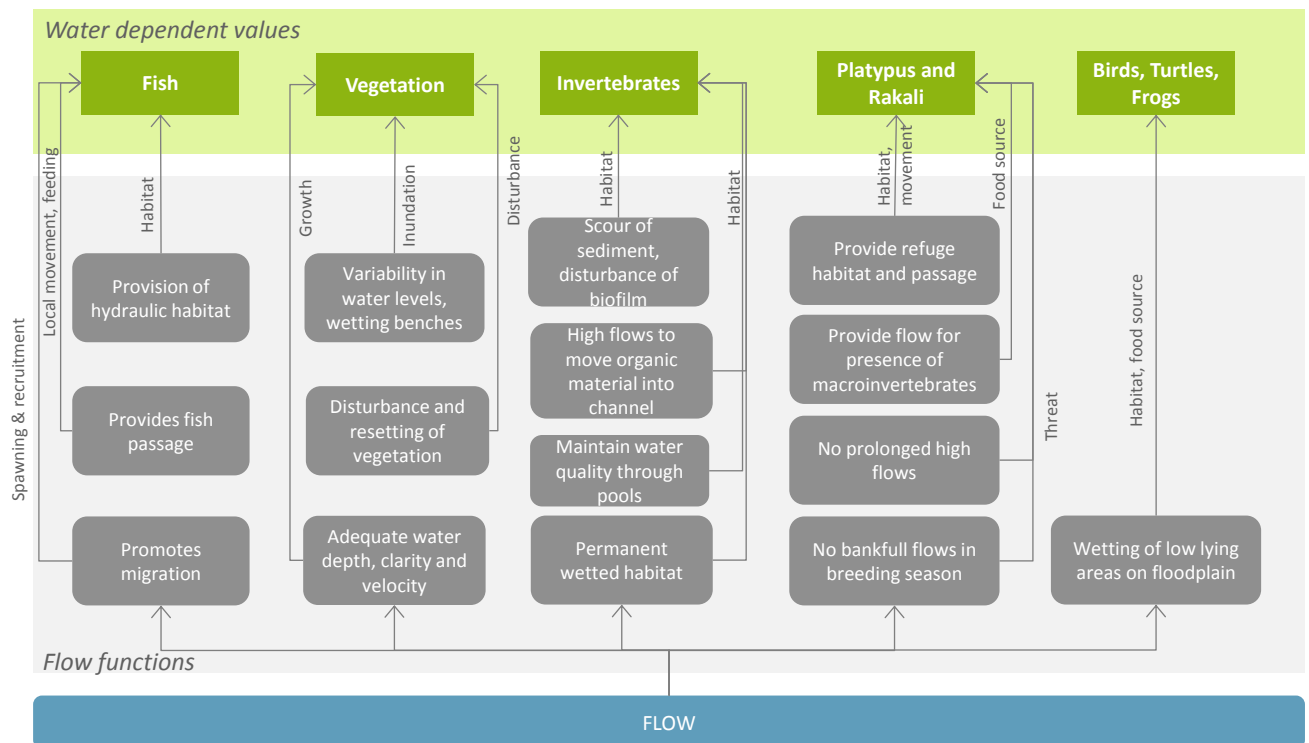 Water dependent values
Fish
Vegetation
Invertebrates
Platypus and
Rakali
Birds, Turtles,
Frogs
Spawning & recruitment
Local movement, feeding
Habitat
Growth
Inundation
Disturbance
Habitat
Habitat
Habitat,
movement
Food source
Threat
Habitat, food source
Provision of
hydraulic habitat
Provides fish
passage
Promotes
migration
Variability in
water levels,
wetting benches
Disturbance and
resetting of
vegetation
Adequate water
depth, clarity and
velocity
Scour of
sediment,
disturbance of
biofilm
High flows to
move organic
material into
channel
Maintain water
quality through
pools
Permanent
wetted habitat
Provide refuge
habitat and passage
Provide flow for
presence of
macroinvertebrates
No prolonged high
flows
No bankfull flows in
breeding season
Wetting of low lying
areas on floodplain
Flow functions
FLOW